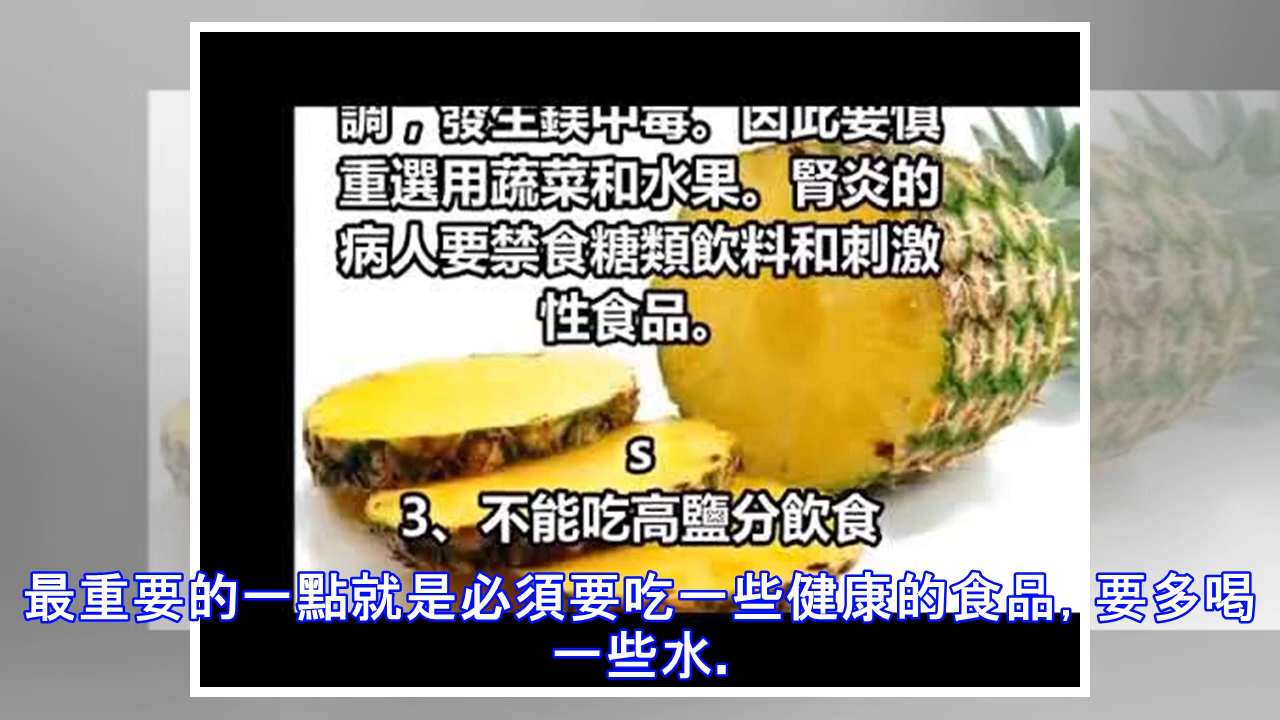 調，發生鎂中毒。因此要慎
重選用蔬菜和水果。腎炎的
病人要禁食糖類飲料和刺激
性食品。
s
3、不能吃高鹽分飲食
最重要的一點就是必須要吃一些健康的食品, 要多喝
一些水.